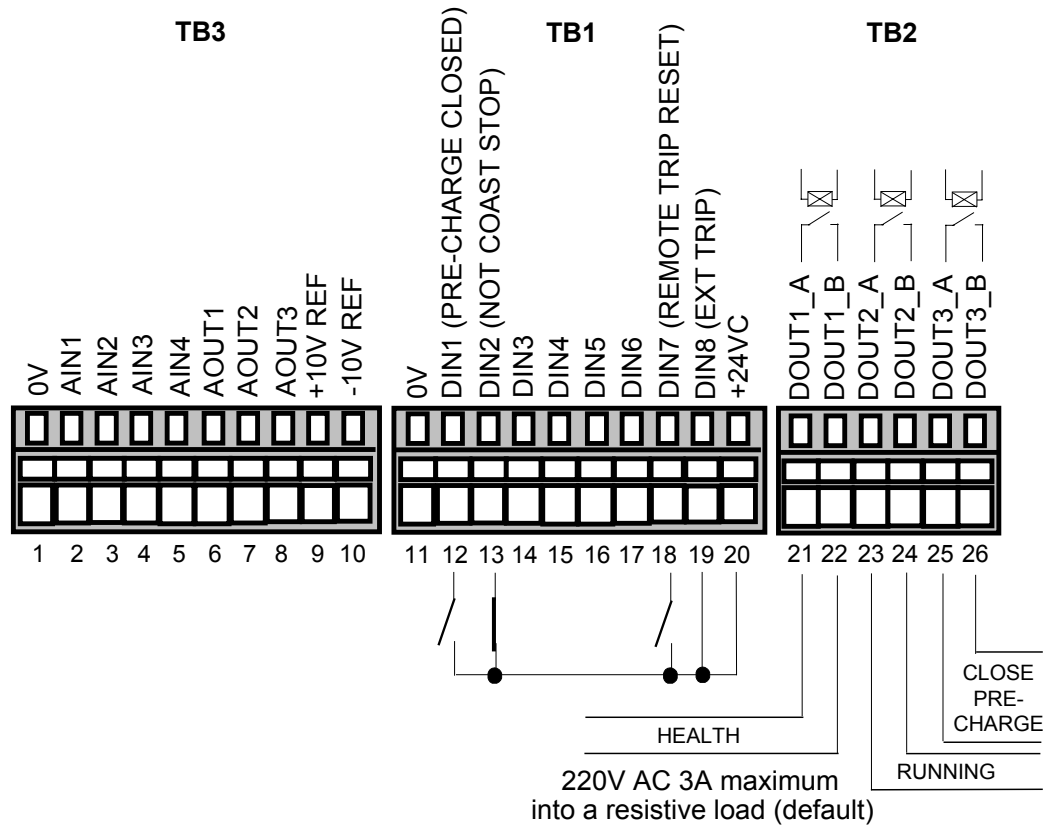 TB3
TB1
TB2
0V
AIN1
AIN2
AIN3
AIN4
AOUT1
AOUT2
AOUT3
+10V REF
-10V REF
0V
DIN1 (PRE-CHARGE CLOSED)
DIN2 (NOT COAST STOP)
DIN3
DIN4
DIN5
DIN6
DIN7 (REMOTE TRIP RESET)
DIN8 (EXT TRIP)
+24VC
DOUT1_A
DOUT1_B
DOUT2_A
DOUT2_B
DOUT3_A
DOUT3_B
1 2 3 4 5 6 7 8 9 10
11 12 13 14 15 16 17 18 19 20
21 22 23 24 25 26
CLOSE
PRE-
CHARGE
HEALTH
RUNNING
220V AC 3A maximum
into a resistive load (default)